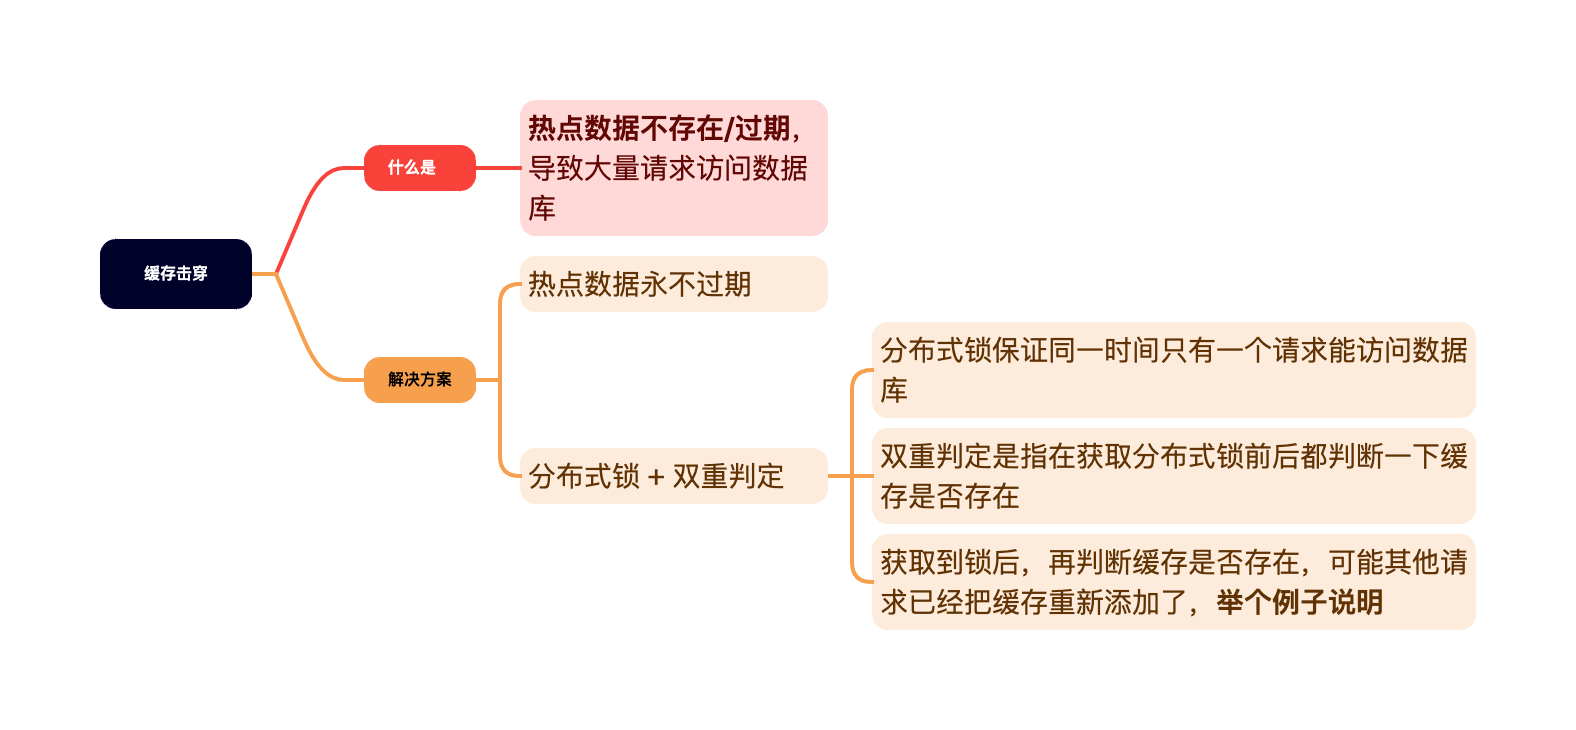 缓存击穿
什么是
热点数据不存在/过期，
导致大量请求访问数据
库
解决方案
热点数据永不过期
分布式锁 + 双重判定
分布式锁保证同一时间只有一个请求能访问数据
库
双重判定是指在获取分布式锁前后都判断一下缓
存是否存在
获取到锁后，再判断缓存是否存在，可能其他请
求已经把缓存重新添加了，举个例子说明